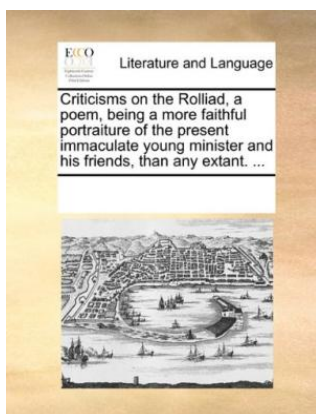 ECCO
Literature and Language
Criticisms on the Rolliad, a
poem, being a more faithful
portraiture of the present
immaculate young minister and
his friends, than any extant. ...